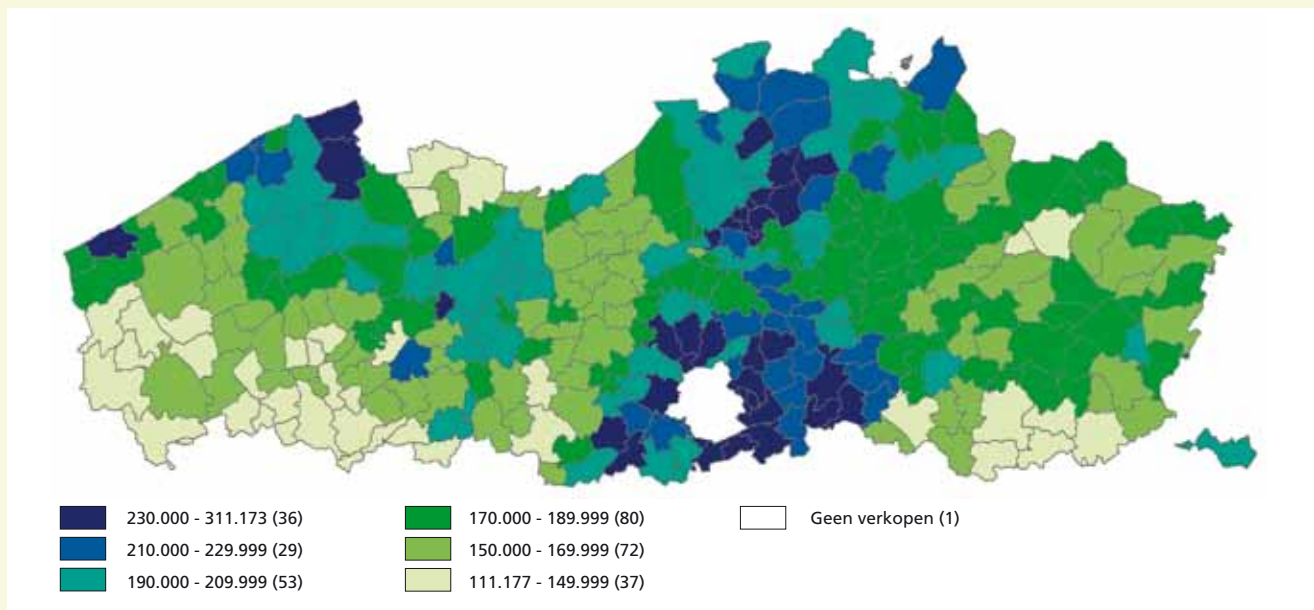 230.000 - 311.173 (36)
210.000 - 229.999 (29)
190.000 - 209.999 (53)
170.000 - 189.999 (80)
150.000 - 169.999 (72)
111.177 - 149.999 (37)
Geen verkopen (1)